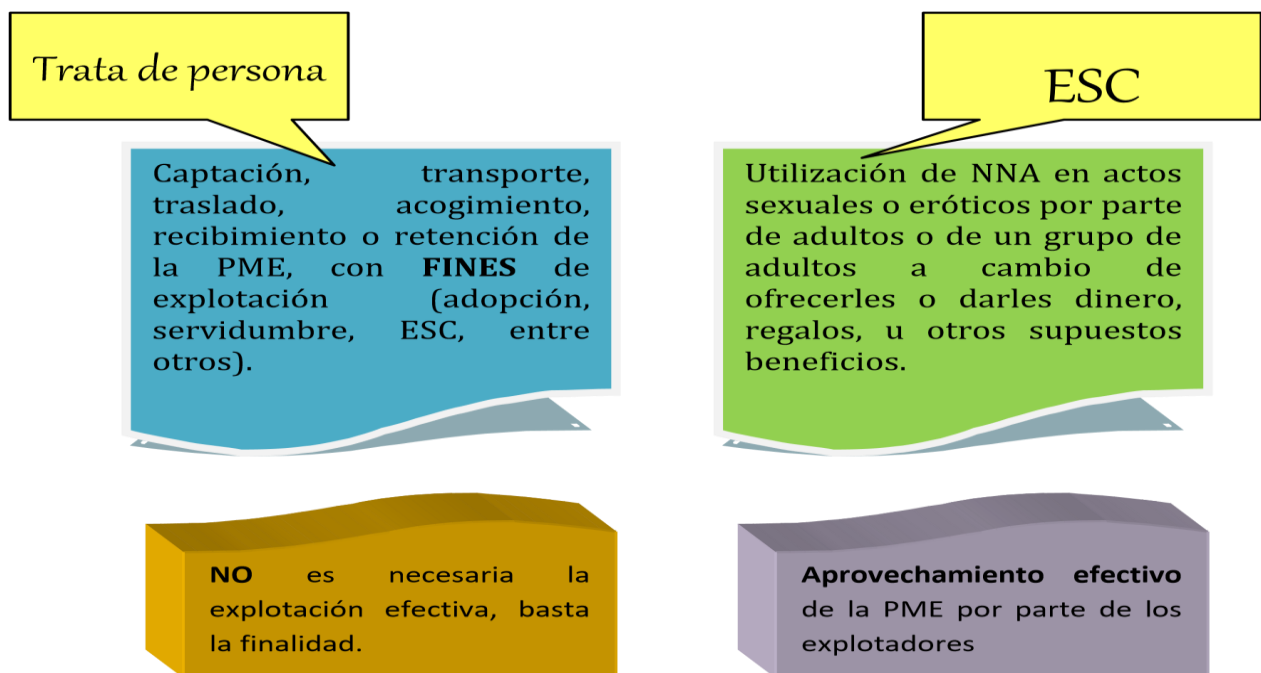 Trata de persona
Captación, transporte,
traslado, acogimiento,
recibimiento o retención de
la PME, con FINES de
explotación (adopción,
servidumbre, ESC, entre
otros).
NO es necesaria la
explotación efectiva, basta
la finalidad.
ESC
Utilización de NNA en actos
sexuales o eróticos por parte
de adultos o de un grupo de
adultos a cambio de
ofrecerles o darles dinero,
regalos, u otros supuestos
beneficios.
Aprovechamiento efectivo
de la PME por parte de los
explotadores